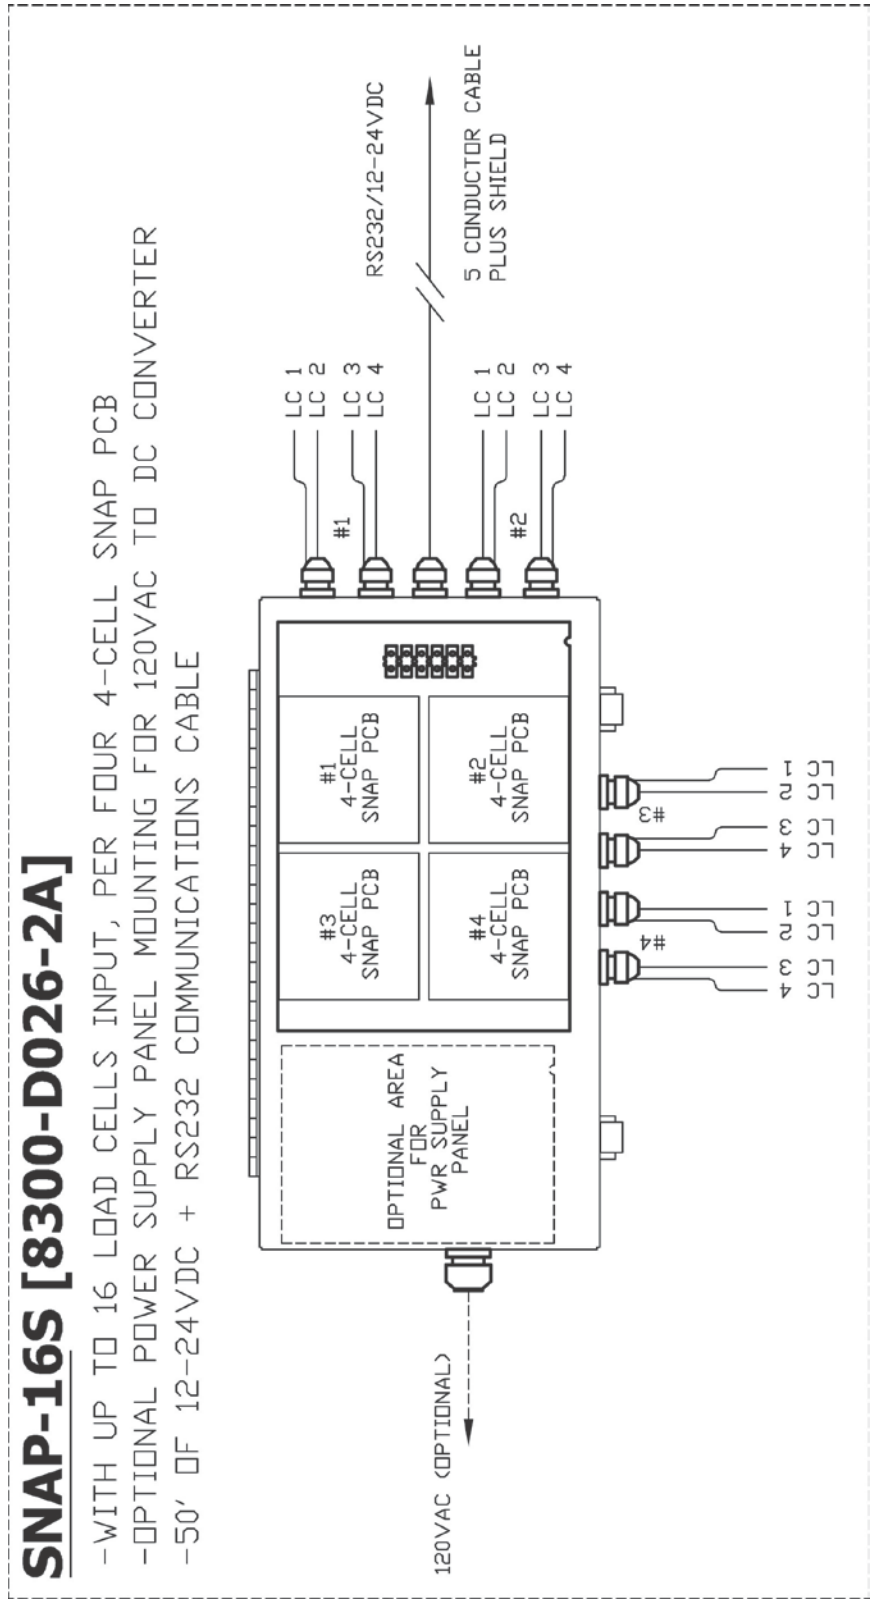 SNAP-16S [8300-D026-2A]
-WITH UP TO 16 LOAD CELLS INPUT, PER FOUR 4-CELL SNAP PCB
-OPTIONAL POWER SUPPLY PANEL MOUNTING FOR 120VAC TO DC CONVERTER
-50' OF 12-24VDC + RS232 COMMUNICATIONS CABLE
LC 1
LC 2
#1
LC 3
LC 4
RS232/12-24VDC
5 CONDUCTOR CABLE
PLUS SHIELD
LC 1
LC 2
#2
LC 3
LC 4
#3
4-CELL
SNAP PCB
#1
4-CELL
SNAP PCB
#4
4-CELL
SNAP PCB
#2
4-CELL
SNAP PCB
OPTIONAL AREA
FOR
PWR SUPPLY
PANEL
120VAC (OPTIONAL)
LC 1
LC 2
#3
LC 3
LC 4
LC 1
LC 2
#4
LC 3
LC 4